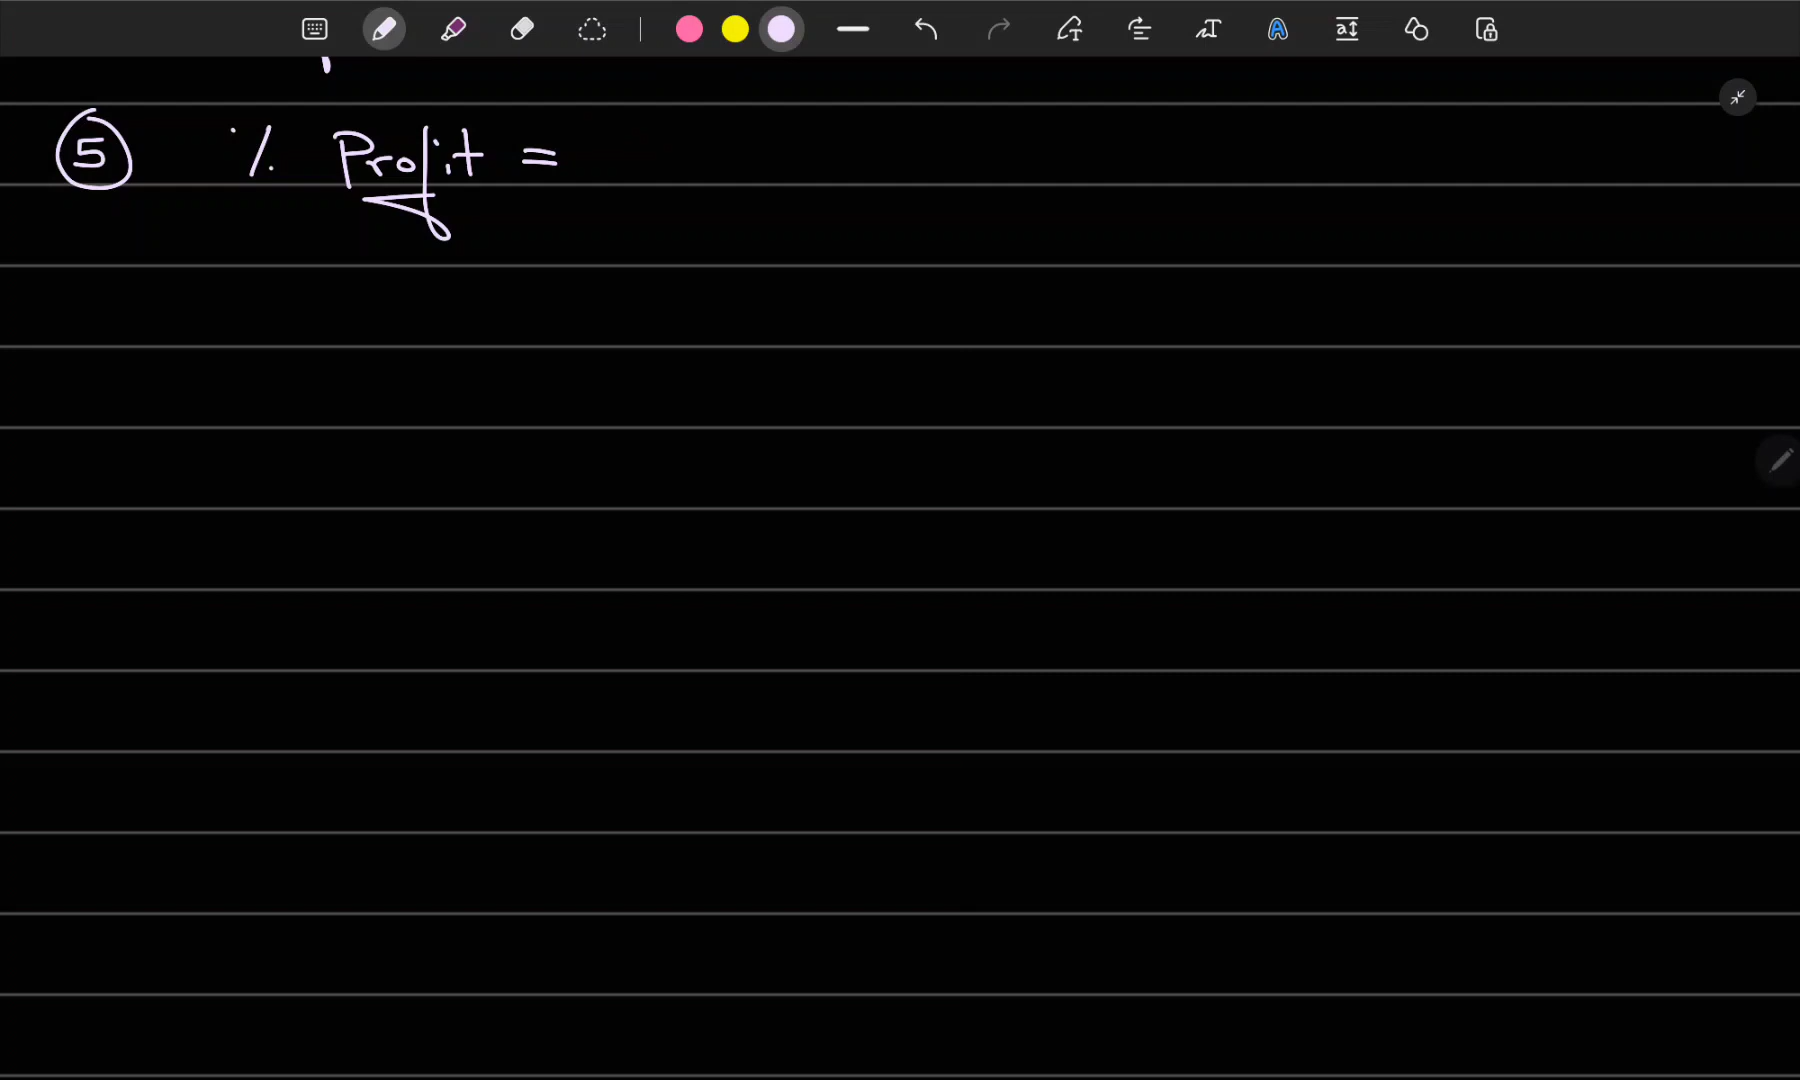 ⑤ % Profit =